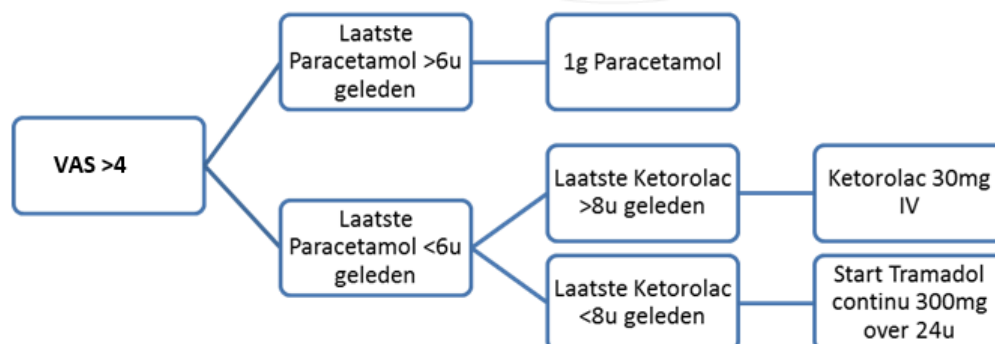 VAS >4
Laatste
Paracetamol >6u
geleden
1g Paracetamol
Laatste
Paracetamol <6u
geleden
Laatste Ketorolac
>8u geleden
Ketorolac 30mg
IV
Laatste Ketorolac
<8u geleden
Start Tramadol
continu 300mg
over 24u